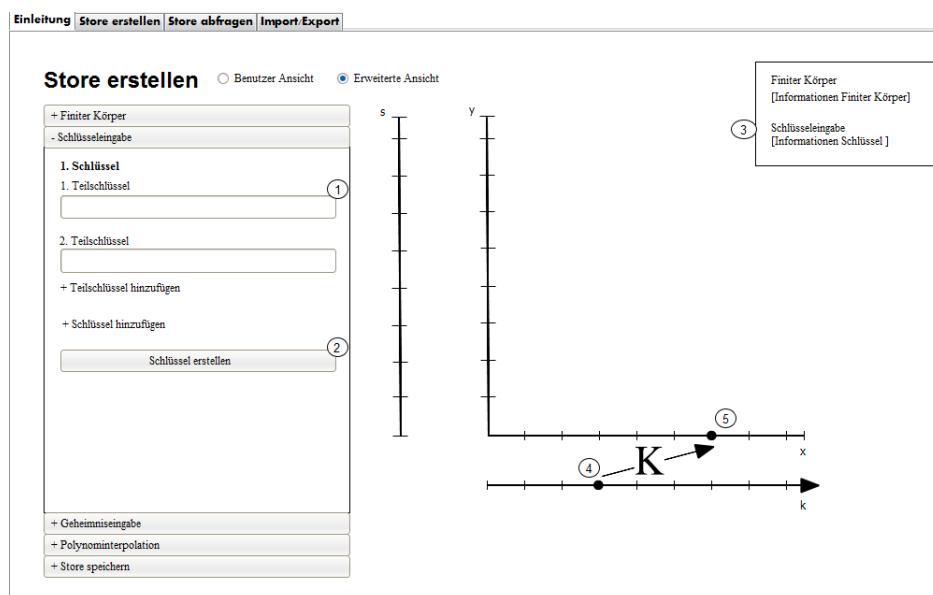 Einleitung Store erstellen Store abfragen Import/Export
Store erstellen Benutzer Ansicht Erweiterte Ansicht
+ Finiter Körper
- Schlüsseleingabe
1. Schlüssel
1. Teilschlüssel
1
2. Teilschlüssel
+ Teilschlüssel hinzufügen
+ Schlüssel hinzufügen
2
Schlüssel erstellen
+ Geheimniseingabe
+ Polynominterpolation
+ Store speichern
s
y
5
x
4
K
k
Finiter Körper
[Informationen Finiter Körper]
3
Schlüsseleingabe
[Informationen Schlüssel ]